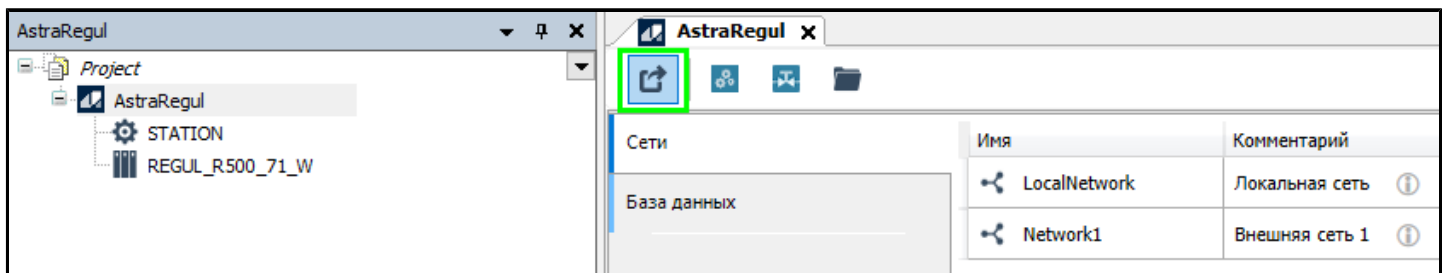 AstraRegul
Project
AstraRegul
STATION
REGUL_R500_71_W
AstraRegul
Сети
База данных
Имя Комментарий
LocalNetwork Локальная сеть
Network1 Внешняя сеть 1